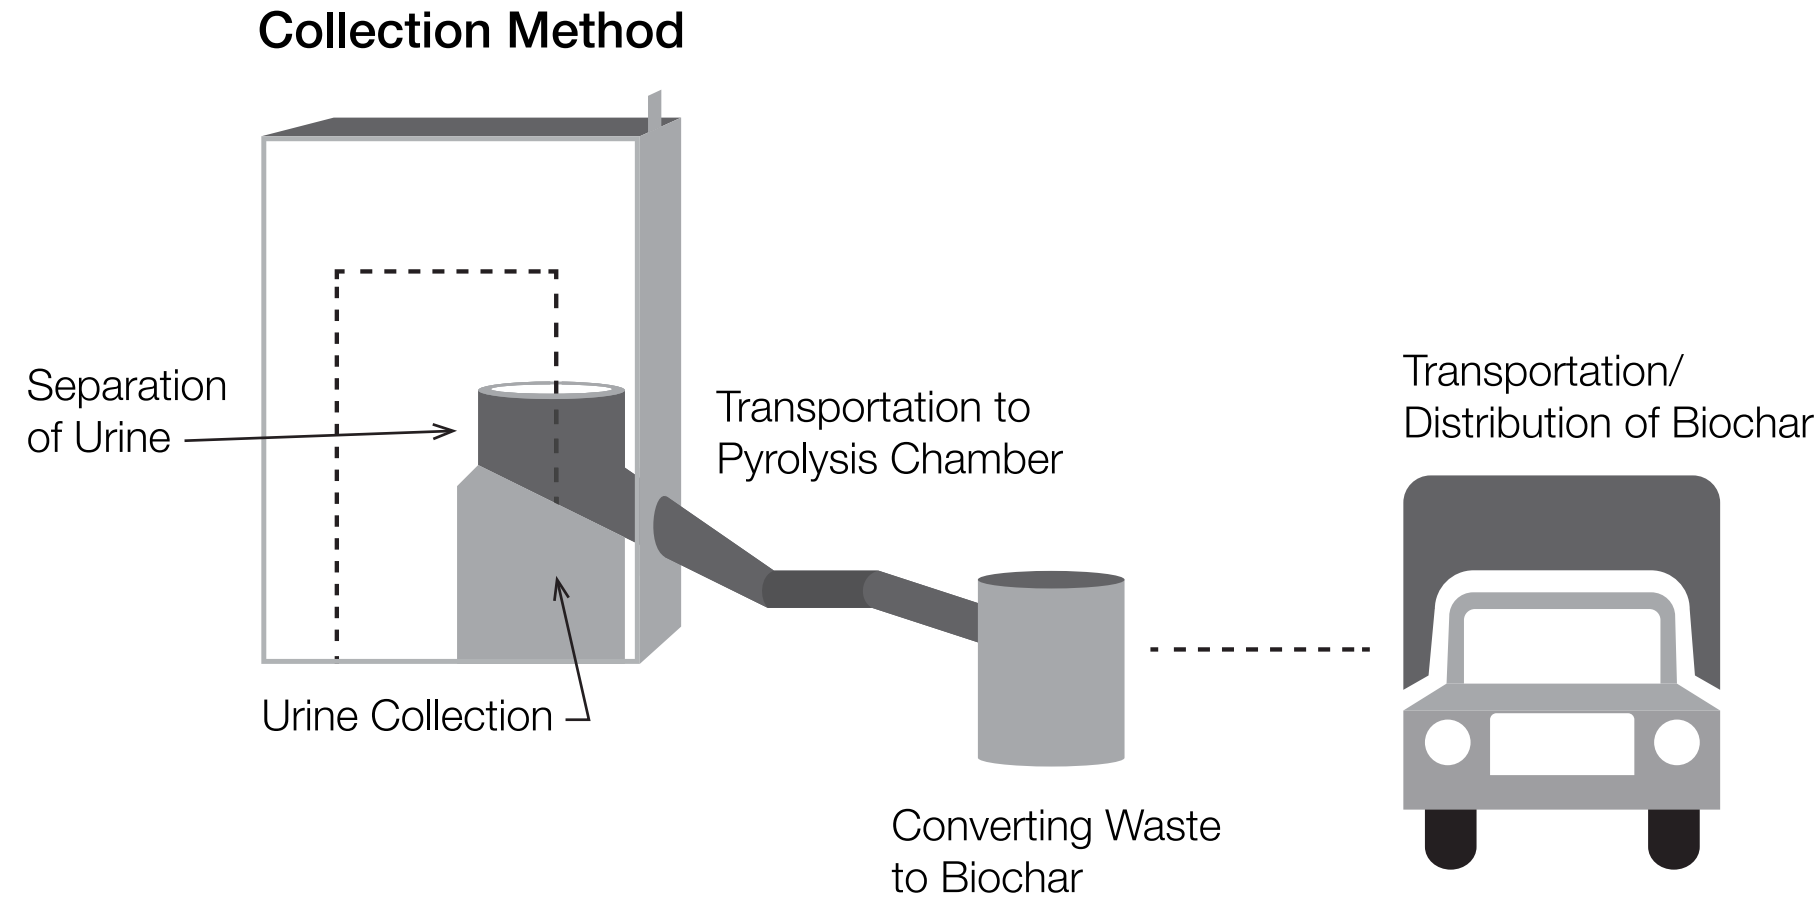 Collection Method
Separation
of Urine
Transportation to
Pyrolysis Chamber
Transportation/
Distribution of Biochar
Urine Collection
Converting Waste
to Biochar